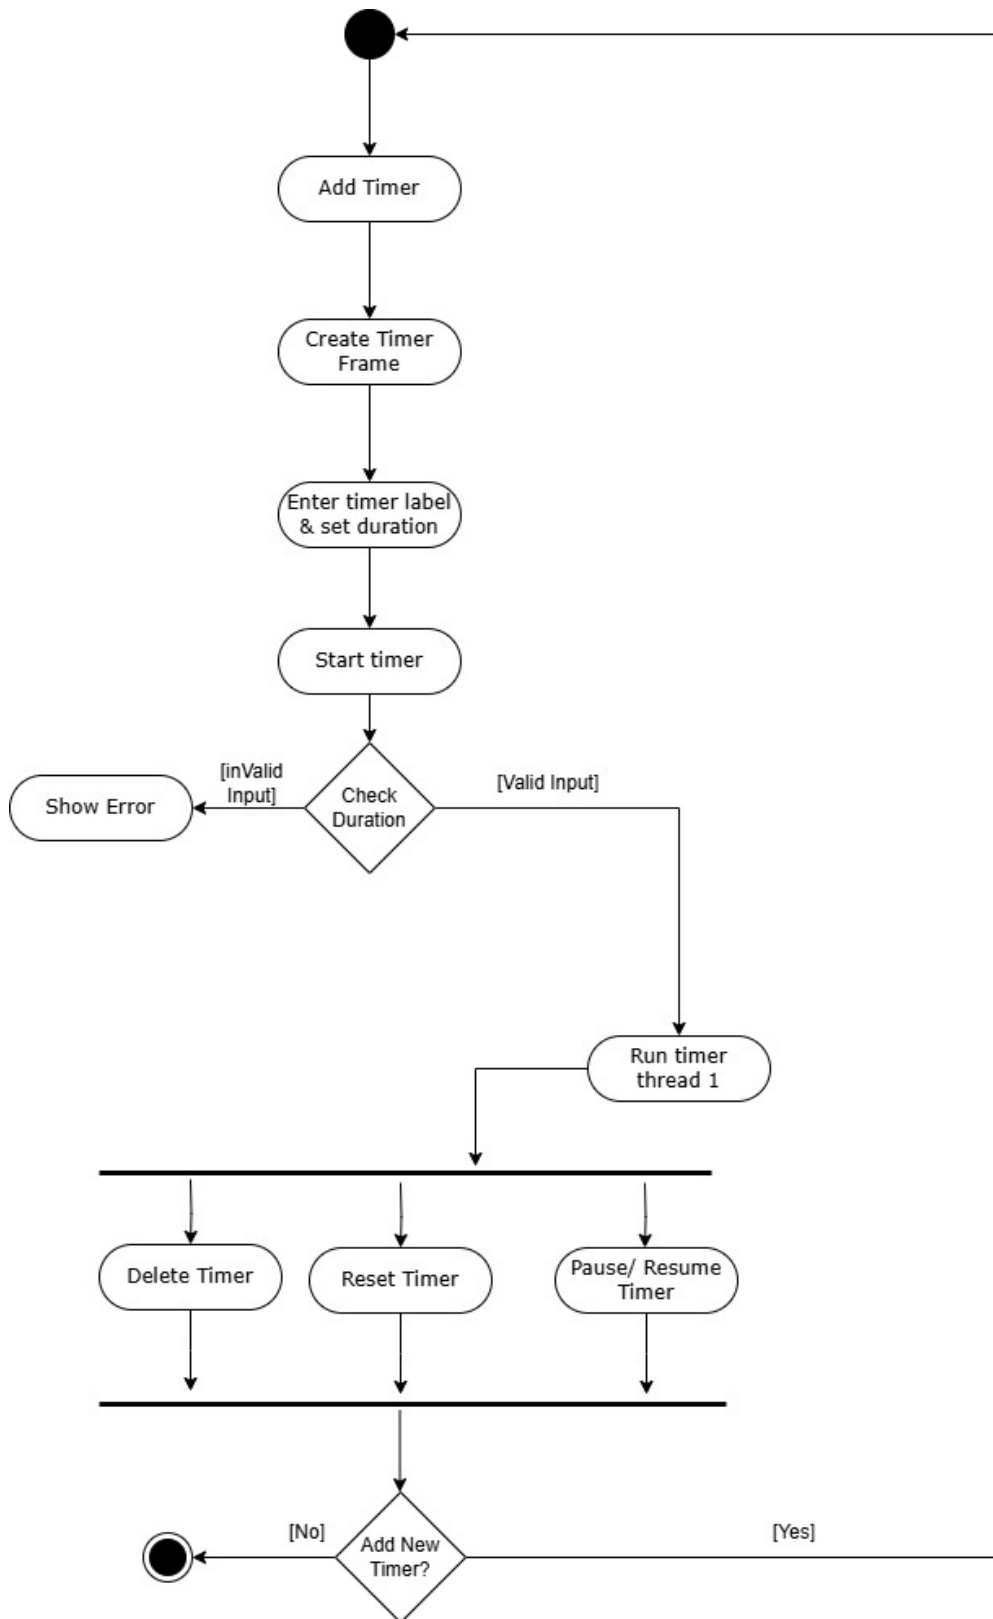 Add Timer
Create Timer
Frame
Enter timer label
& set duration
Start timer
[inValid
Input]
Show Error
Check
Duration
[Valid Input]
Run timer
thread 1
Delete Timer
Reset Timer
Pause/ Resume
Timer
[No]
Add New
Timer?
[Yes]